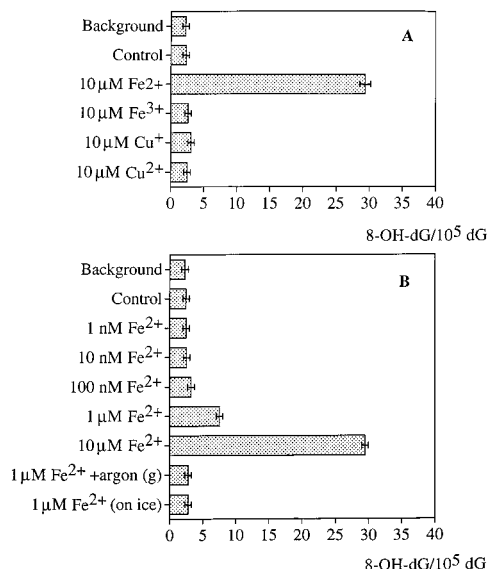 A
Background
Control
10 µM Fe2+
10 µM Fe3+
10 µM Cu+
10 µM Cu2+
0 5 10 15 20 25 30 35 40
8-OH-dG/10^5 dG
B
Background
Control
1 nM Fe2+
10 nM Fe2+
100 nM Fe2+
1 µM Fe2+
10 µM Fe2+
1 µM Fe2+ +argon (g)
1 µM Fe2+ (on ice)
0 5 10 15 20 25 30 35 40
8-OH-dG/10^5 dG